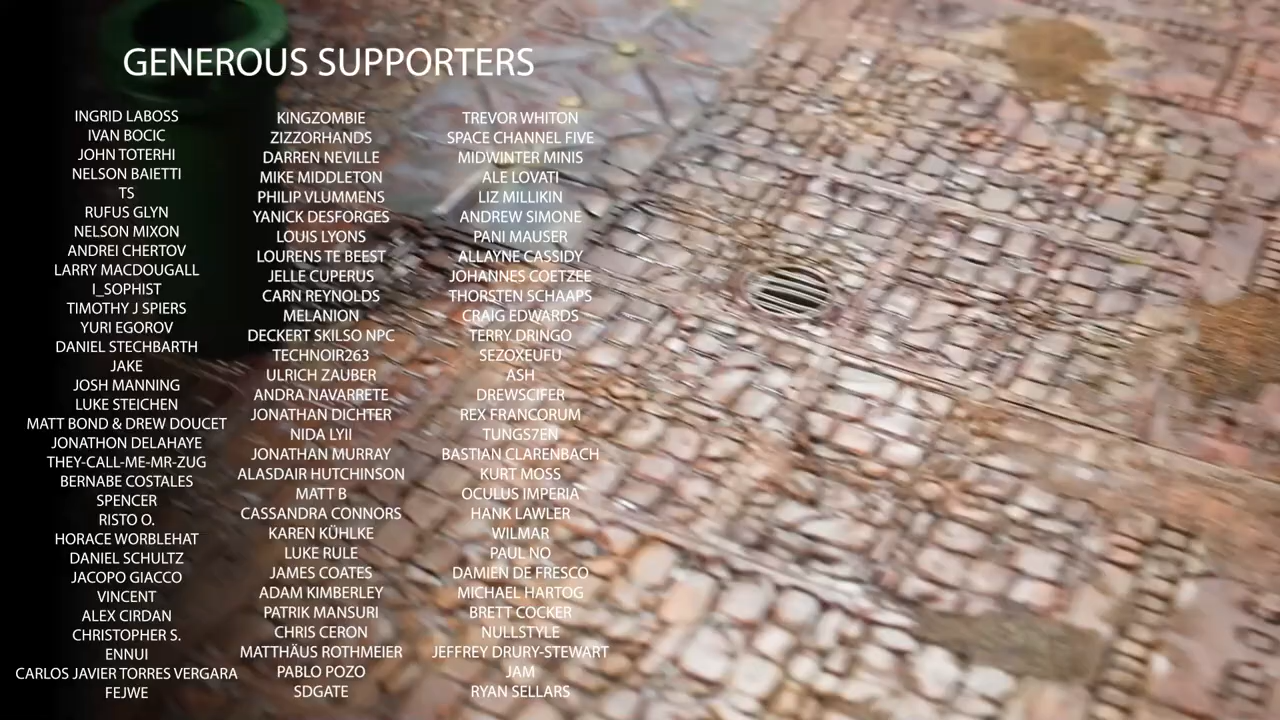 GENEROUS SUPPORTERS
INGRID LABOSS
IVAN BOCIC
JOHN TOTERHI
NELSON BAIETTI
TS
RUFUS GLYN
NELSON MIXON
ANDREI CHERTOV
LARRY MACDOUGALL
I_SOPHIST
TIMOTHY J SPIERS
YURI EGOROV
DANIEL STECHBARTH
JAKE
JOSH MANNING
LUKE STEICHEN
MATT BOND & DREW DOUCET
JONATHON DELAHAYE
THEY-CALL-ME-MR-ZUG
BERNABE COSTALES
SPENCER
RISTO O.
HORACE WORBLEHAT
DANIEL SCHULTZ
JACOPO GIACCO
VINCENT
ALEX CIRDAN
CHRISTOPHER S.
ENNUI
CARLOS JAVIER TORRES VERGARA
FEJWE
KINGZOMBIE
ZIZZORHANDS
DARREN NEVILLE
MIKE MIDDLETON
PHILIP VLUMMENS
YANICK DESFORGES
LOUIS LYONS
LOURENS TE BEEST
JELLE CUPERUS
CARN REYNOLDS
MELANION
DECKERT SKILSO NPC
TECHNOIR263
ULRICH ZAUBER
ANDRA NAVARRETE
JONATHAN DICHTER
NIDA LYII
JONATHAN MURRAY
ALASDAIR HUTCHINSON
MATT B
CASSANDRA CONNORS
KAREN KÜHLKE
LUKE RULE
JAMES COATES
ADAM KIMBERLEY
PATRIK MANSURI
CHRIS CERON
MATTHÄUS ROTHMEIER
PABLO POZO
SDGATE
TREVOR WHITON
SPACE CHANNEL FIVE
MIDWINTER MINIS
ALE LOVATI
LIZ MILLIKIN
ANDREW SIMONE
PANI MAUSER
ALLAYNE CASSIDY
JOHANNES COETZEE
THORSTEN SCHAAPS
CRAIG EDWARDS
TERRY DRINGO
SEZOXEUFU
ASH
DREWSCIFER
REX FRANCORUM
TUNGS7EN
BASTIAN CLARENBACH
KURT MOSS
OCULUS IMPERIA
HANK LAWLER
WILMAR
PAUL NO
DAMIEN DE FRESCO
MICHAEL HARTOG
BRETT COCKER
NULLSTYLE
JEFFREY DRURY-STEWART
JAM
RYAN SELLARS